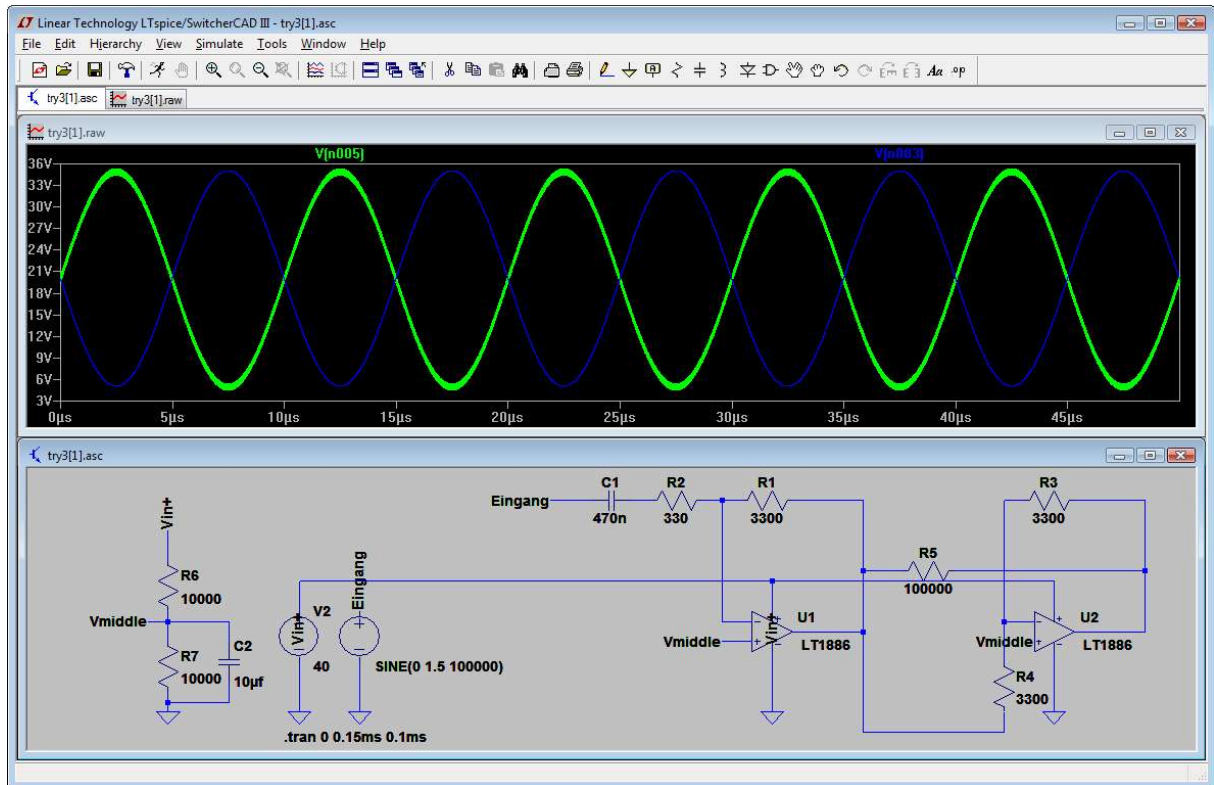 Linear Technology LTspice/SwitcherCAD III - try3[1].asc
File Edit Hierarchy View Simulate Tools Window Help
Aa .op
try3[1].asc try3[1].raw
try3[1].raw
V(n005) V(n003)
36V
33V
30V
27V
24V
21V
18V
15V
12V
9V
6V
3V
0µs 5µs 10µs 15µs 20µs 25µs 30µs 35µs 40µs 45µs
try3[1].asc
Vin+
R6
10000
Vmiddle
R7
10000
C2
10µf
Vin+
V2
40
Eingang
SINE(0 1.5 100000)
.tran 0 0.15ms 0.1ms
Eingang
C1
470n
R2
330
R1
3300
R3
3300
R5
100000
Vmiddle
Vin+
U1
LT1886
Vmiddle
U2
LT1886
R4
3300